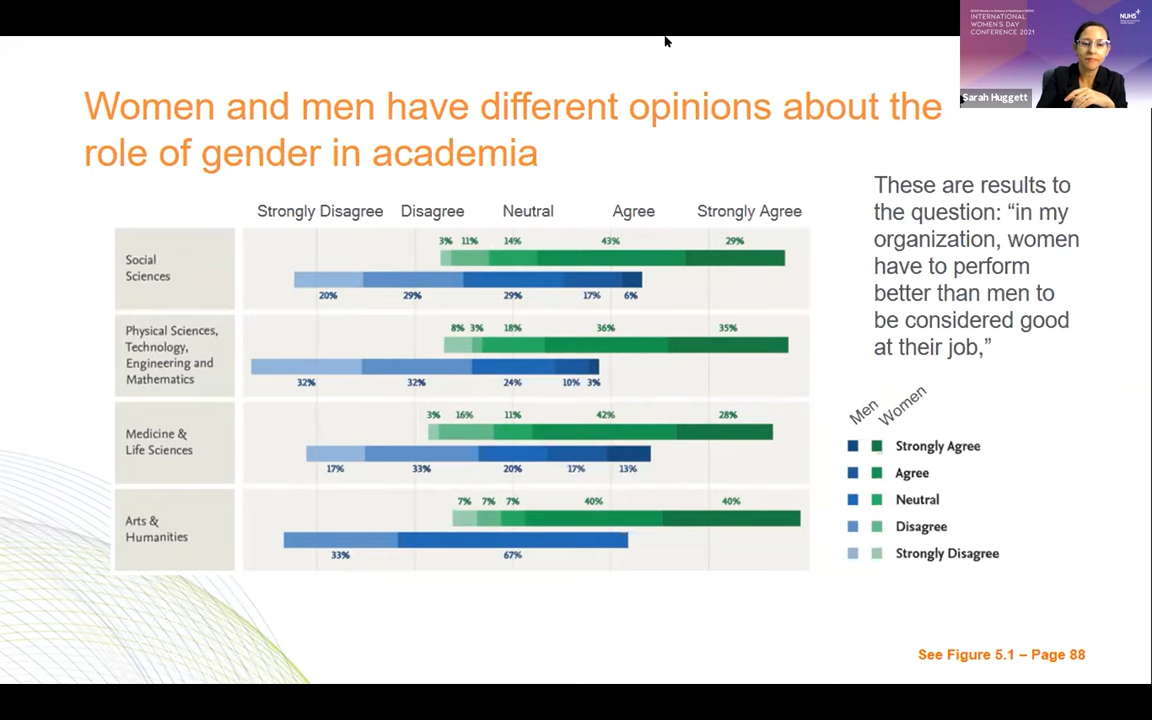 INTERNATIONAL
WOMEN'S DAY
CONFERENCE 2021
NUHS
Sarah Huggett
Women and men have different opinions about the
role of gender in academia
Strongly Disagree Disagree Neutral Agree Strongly Agree
Social
Sciences
3% 11% 14% 43% 29%
20% 29% 29% 17% 6%
Physical Sciences,
Technology,
Engineering and
Mathematics
8% 3% 18% 36% 35%
32% 32% 24% 10% 3%
Medicine &
Life Sciences
3% 16% 11% 42% 28%
17% 33% 20% 17% 13%
Arts &
Humanities
7% 7% 7% 40% 40%
33% 67%
These are results to
the question: “in my
organization, women
have to perform
better than men to
be considered good
at their job,”
Men Women
Strongly Agree
Agree
Neutral
Disagree
Strongly Disagree
See Figure 5.1 – Page 88